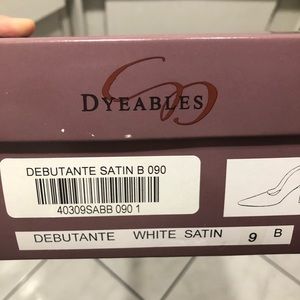 DYEABLES
DEBUTANTE SATIN B 090
40309SABB 090 1
DEBUTANTE WHITE SATIN 9 B